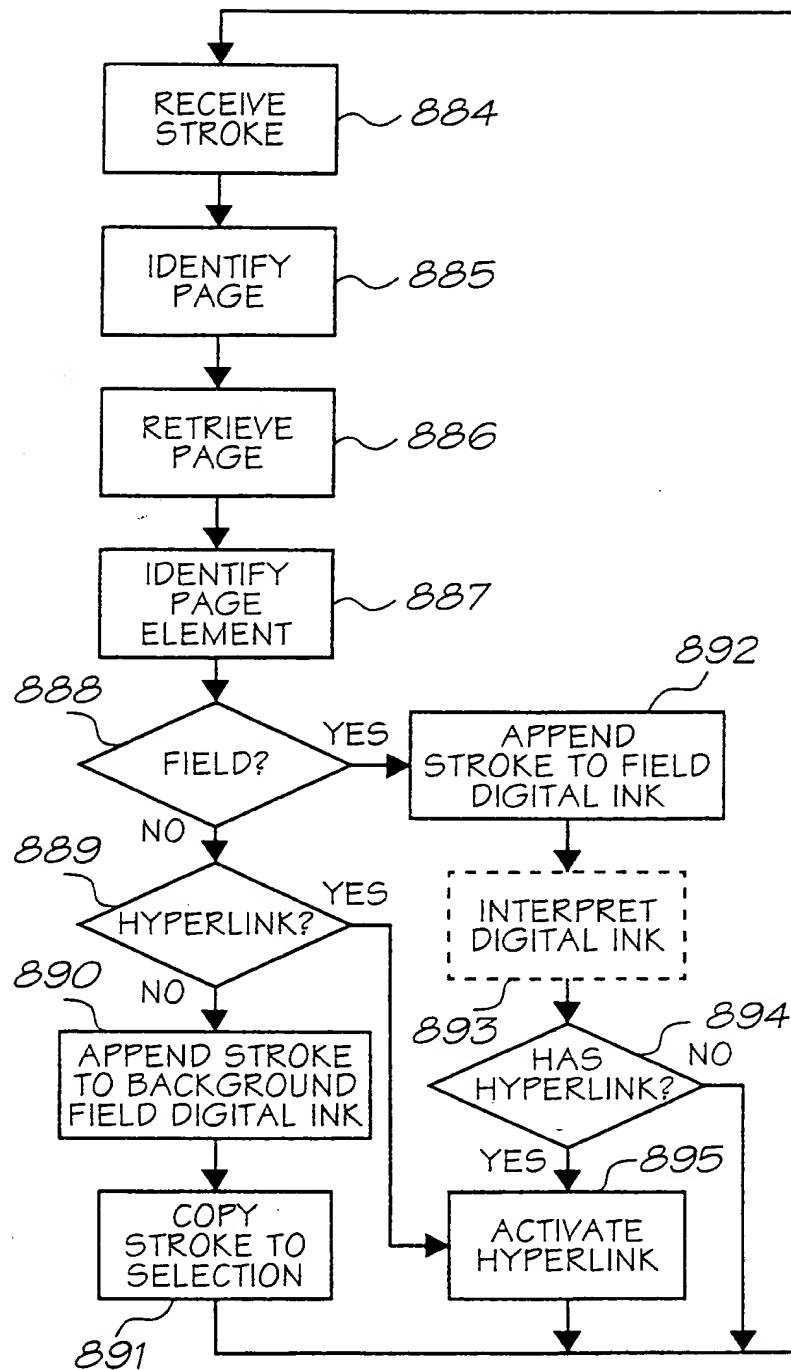 RECEIVE
STROKE
884
IDENTIFY
PAGE
885
RETRIEVE
PAGE
886
IDENTIFY
PAGE
ELEMENT
887
888
FIELD?
YES
NO
892
APPEND
STROKE TO FIELD
DIGITAL INK
889
HYPERLINK?
YES
NO
INTERPRET
DIGITAL INK
893
890
APPEND STROKE
TO BACKGROUND
FIELD DIGITAL INK
894
HAS
HYPERLINK?
NO
YES
895
COPY
STROKE TO
SELECTION
891
ACTIVATE
HYPERLINK